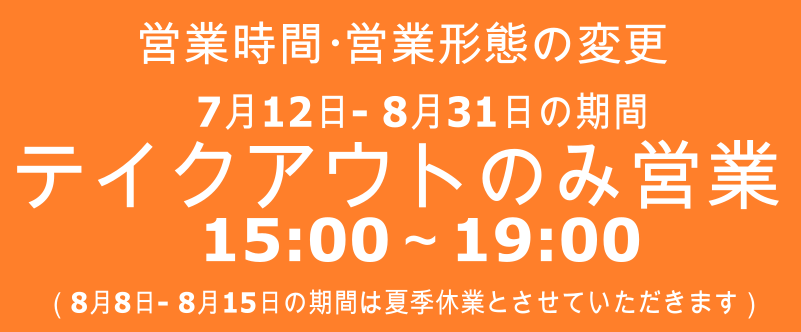 営業時間·営業形態の変更
7月12日- 8月31日の期間
テイクアウトのみ営業
15:00~19:00
( 8月8日- 8月15日の期間は夏季休業とさせていただきます )